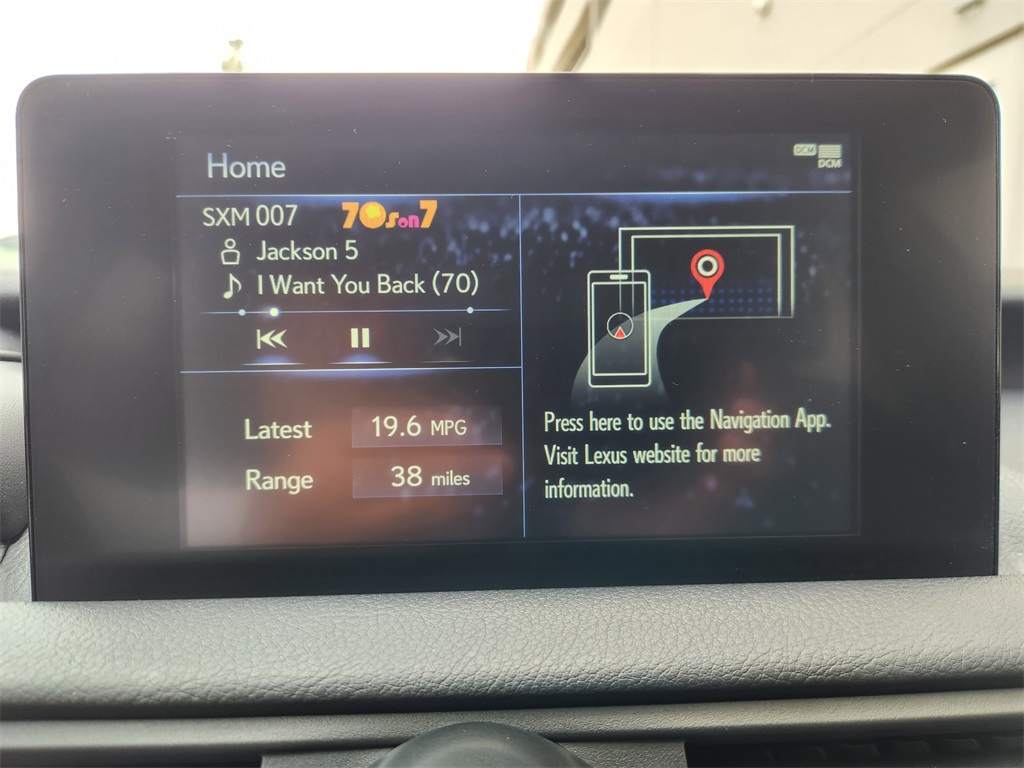 Home
DCM
DCM
SXM 007
70s on 7
Jackson 5
I Want You Back (70)
Latest 19.6 MPG
Range 38 miles
Press here to use the Navigation App.
Visit Lexus website for more
information.